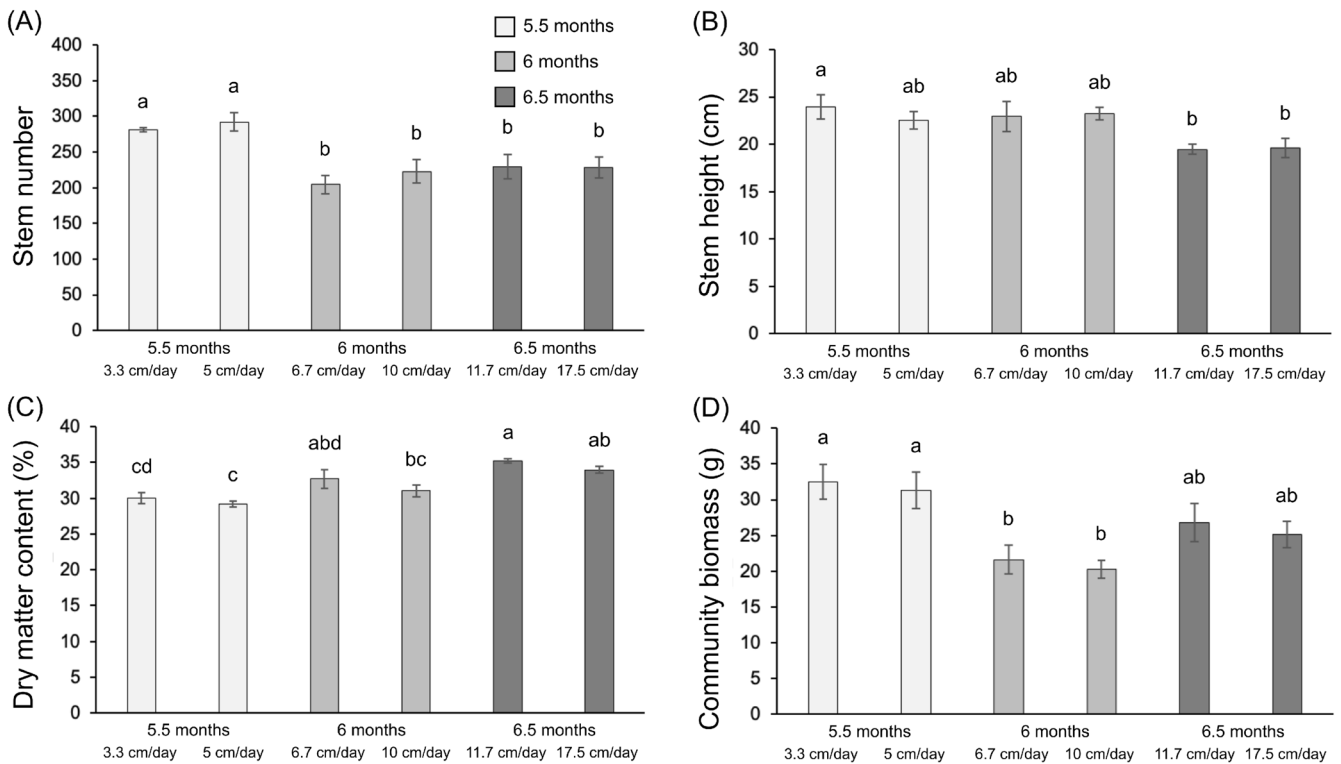 (A)
Stem number
400
350
300
250
200
150
100
50
0
5.5 months
6 months
6.5 months
a
a
b
b
b
b
5.5 months 6 months 6.5 months
3.3 cm/day 5 cm/day 6.7 cm/day 10 cm/day 11.7 cm/day 17.5 cm/day
(B)
Stem height (cm)
30
25
20
15
10
5
0
a
ab
ab
ab
b
b
5.5 months 6 months 6.5 months
3.3 cm/day 5 cm/day 6.7 cm/day 10 cm/day 11.7 cm/day 17.5 cm/day
(C)
Dry matter content (%)
40
35
30
25
20
15
10
5
0
cd
c
abd
bc
a
ab
5.5 months 6 months 6.5 months
3.3 cm/day 5 cm/day 6.7 cm/day 10 cm/day 11.7 cm/day 17.5 cm/day
(D)
Community biomass (g)
40
35
30
25
20
15
10
5
0
a
a
b
b
ab
ab
5.5 months 6 months 6.5 months
3.3 cm/day 5 cm/day 6.7 cm/day 10 cm/day 11.7 cm/day 17.5 cm/day